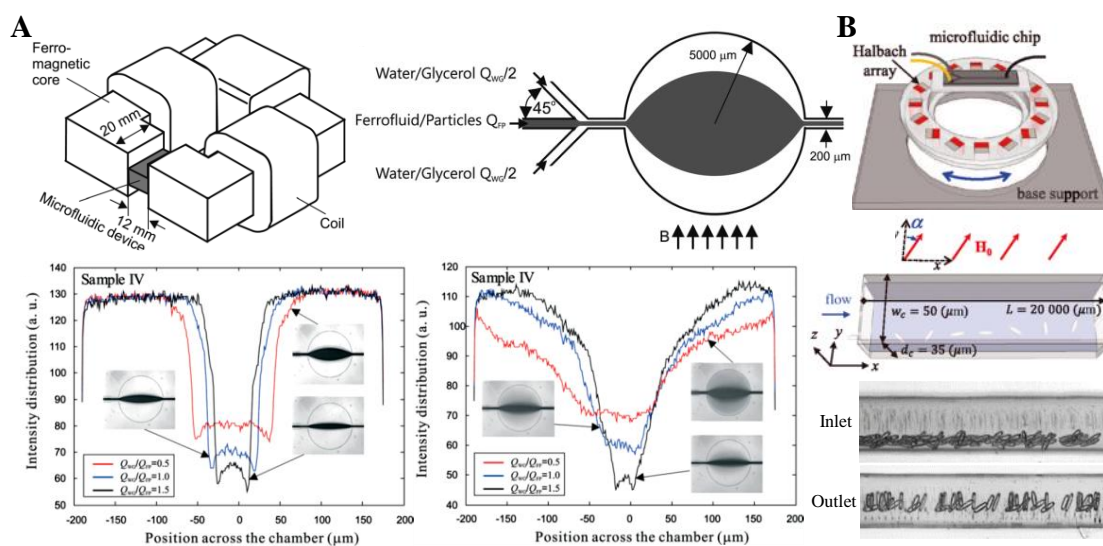 A
Ferro-
magnetic
core
20 mm
Microfluidic device
12 mm
Coil
Water/Glycerol Q_WG/2
45°
Ferrofluid/Particles Q_FP
Water/Glycerol Q_WG/2
5000 μm
200 μm
B
Sample IV
Intensity distribution (a. u.)
140
130
120
110
100
90
80
70
60
50
Q_WG/Q_FP=0.5
Q_WG/Q_FP=1.0
Q_WG/Q_FP=1.5
-200 -150 -100 -50 0 50 100 150 200
Position across the chamber (μm)
Sample IV
Intensity distribution (a. u.)
120
110
100
90
80
70
60
50
40
Q_WG/Q_FP=0.5
Q_WG/Q_FP=1.0
Q_WG/Q_FP=1.5
-200 -150 -100 -50 0 50 100 150 200
Position across the chamber (μm)
B
microfluidic chip
Halbach
array
base support
α
H₀
x
flow
w_c = 50 (μm)
L = 20 000 (μm)
d_c = 35 (μm)
z
y
x
Inlet
Outlet